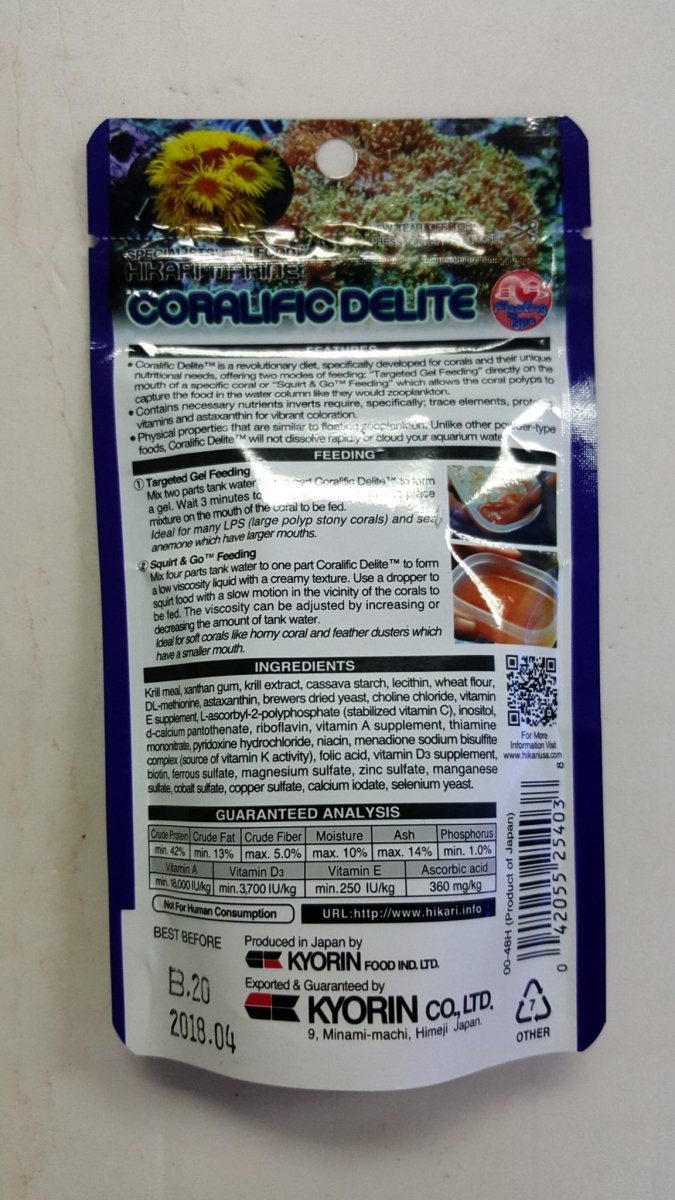 HIKARI MARINE
CORALIFIC DELITE
Floating
Type
FEATURES
• Coralific Delite™ is a revolutionary diet, specifically developed for corals and their unique
nutritional needs, offering two modes of feeding; "Targeted Gel Feeding" directly on the
mouth of a specific coral or "Squirt & Go™ Feeding" which allows the coral polyps to
capture the food in the water column like they would zooplankton.
• Contains necessary nutrients inverts require, specifically; trace elements,
vitamins and astaxanthin for vibrant coloration.
• Physical properties that are similar to floating zooplankton. Unlike other powder-type
foods, Coralific Delite™ will not dissolve rapidly or cloud your aquarium water
FEEDING
① Targeted Gel Feeding
Mix two parts tank water part Coralific Delite™ to form
a gel. Wait 3 minutes to place
mixture on the mouth of the coral to be fed.
Ideal for many LPS (large polyp stony corals) and sea
anemone which have larger mouths.
② Squirt & Go™ Feeding
Mix four parts tank water to one part Coralific Delite™ to form
a low viscosity liquid with a creamy texture. Use a dropper to
squirt food with a slow motion in the vicinity of the corals to
be fed. The viscosity can be adjusted by increasing or
decreasing the amount of tank water.
Ideal for soft corals like horny coral and feather dusters which
have a smaller mouth.
INGREDIENTS
Krill meal, xanthan gum, krill extract, cassava starch, lecithin, wheat flour,
DL-methionine, astaxanthin, brewers dried yeast, choline chloride, vitamin
E supplement, L-ascorbyl-2-polyphosphate (stabilized vitamin C), inositol,
d-calcium pantothenate, riboflavin, vitamin A supplement, thiamine
mononitrate, pyridoxine hydrochloride, niacin, menadione sodium bisulfite
complex (source of vitamin K activity), folic acid, vitamin D3 supplement,
biotin, ferrous sulfate, magnesium sulfate, zinc sulfate, manganese
sulfate, cobalt sulfate, copper sulfate, calcium iodate, selenium yeast.
For More
Information Visit
www.hikariusa.com
GUARANTEED ANALYSIS
Crude Protein Crude Fat Crude Fiber Moisture Ash Phosphorus
min. 42% min. 13% max. 5.0% max. 10% max. 14% min. 1.0%
Vitamin A Vitamin D3 Vitamin E Ascorbic acid
min. 18,000 IU/kg min.3,700 IU/kg min.250 IU/kg 360 mg/kg
Not For Human Consumption
URL:http://www.hikari.info
00-48H (Product of Japan)
0 42055 25403 8
BEST BEFORE
B.20
2018.04
Produced in Japan by
KYORIN FOOD IND. LTD.
Exported & Guaranteed by
KYORIN CO., LTD.
9, Minami-machi, Himeji Japan.
7
OTHER